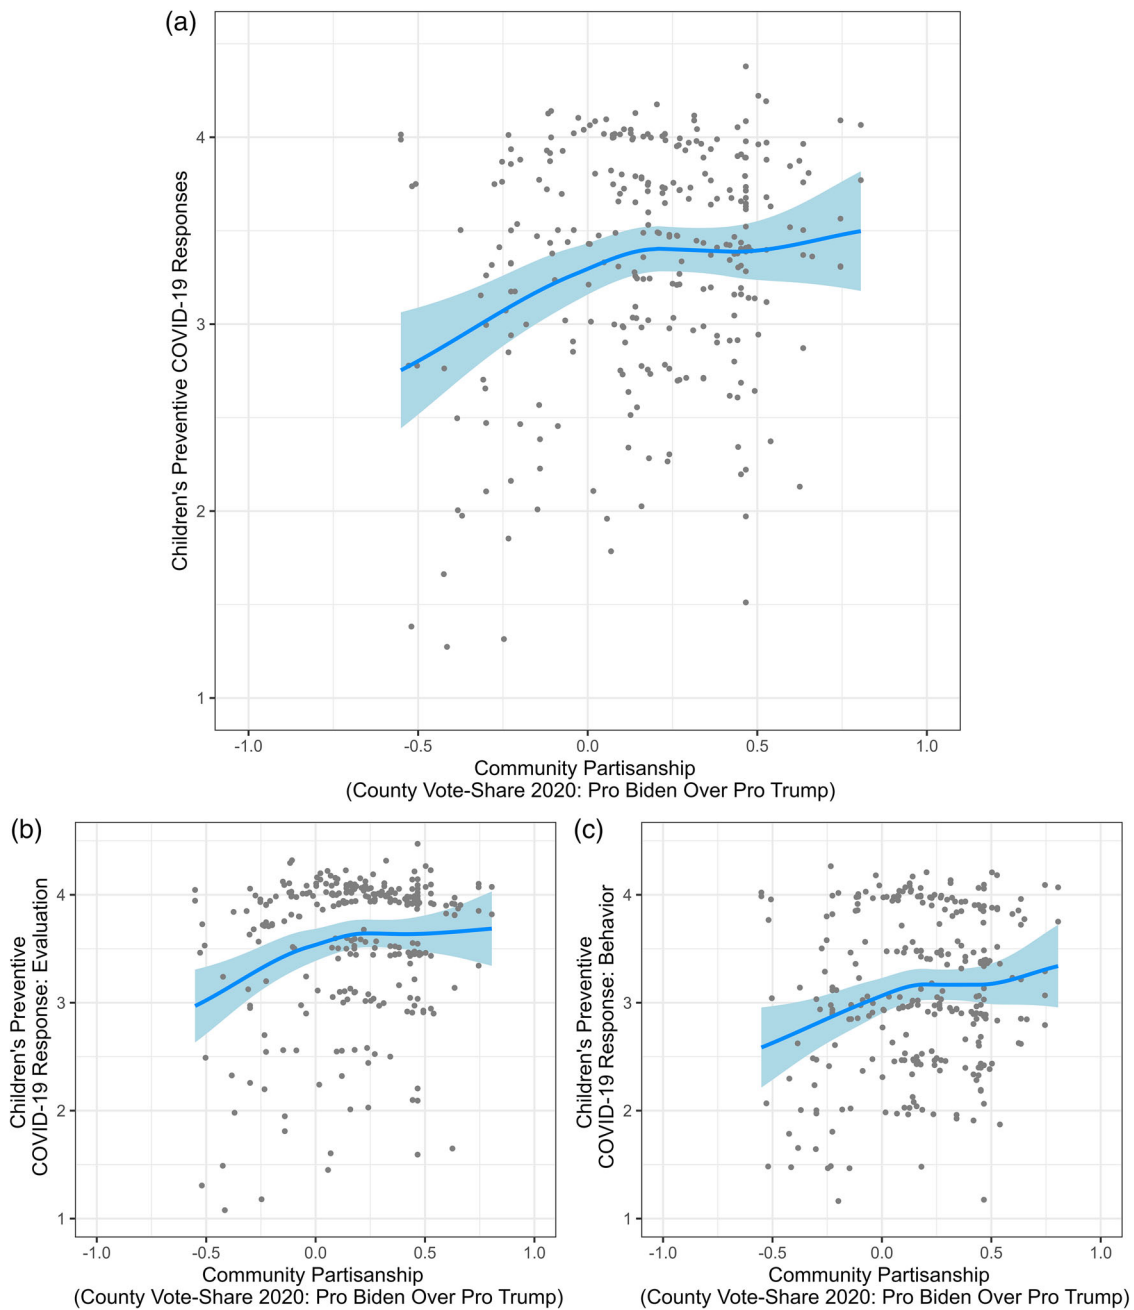 (a)
Children's Preventive COVID-19 Responses
4
3
2
1
-1.0 -0.5 0.0 0.5 1.0
Community Partisanship
(County Vote-Share 2020: Pro Biden Over Pro Trump)
(b)
Children's Preventive
COVID-19 Response: Evaluation
4
3
2
1
-1.0 -0.5 0.0 0.5 1.0
Community Partisanship
(County Vote-Share 2020: Pro Biden Over Pro Trump)
(c)
Children's Preventive
COVID-19 Response: Behavior
4
3
2
1
-1.0 -0.5 0.0 0.5 1.0
Community Partisanship
(County Vote-Share 2020: Pro Biden Over Pro Trump)